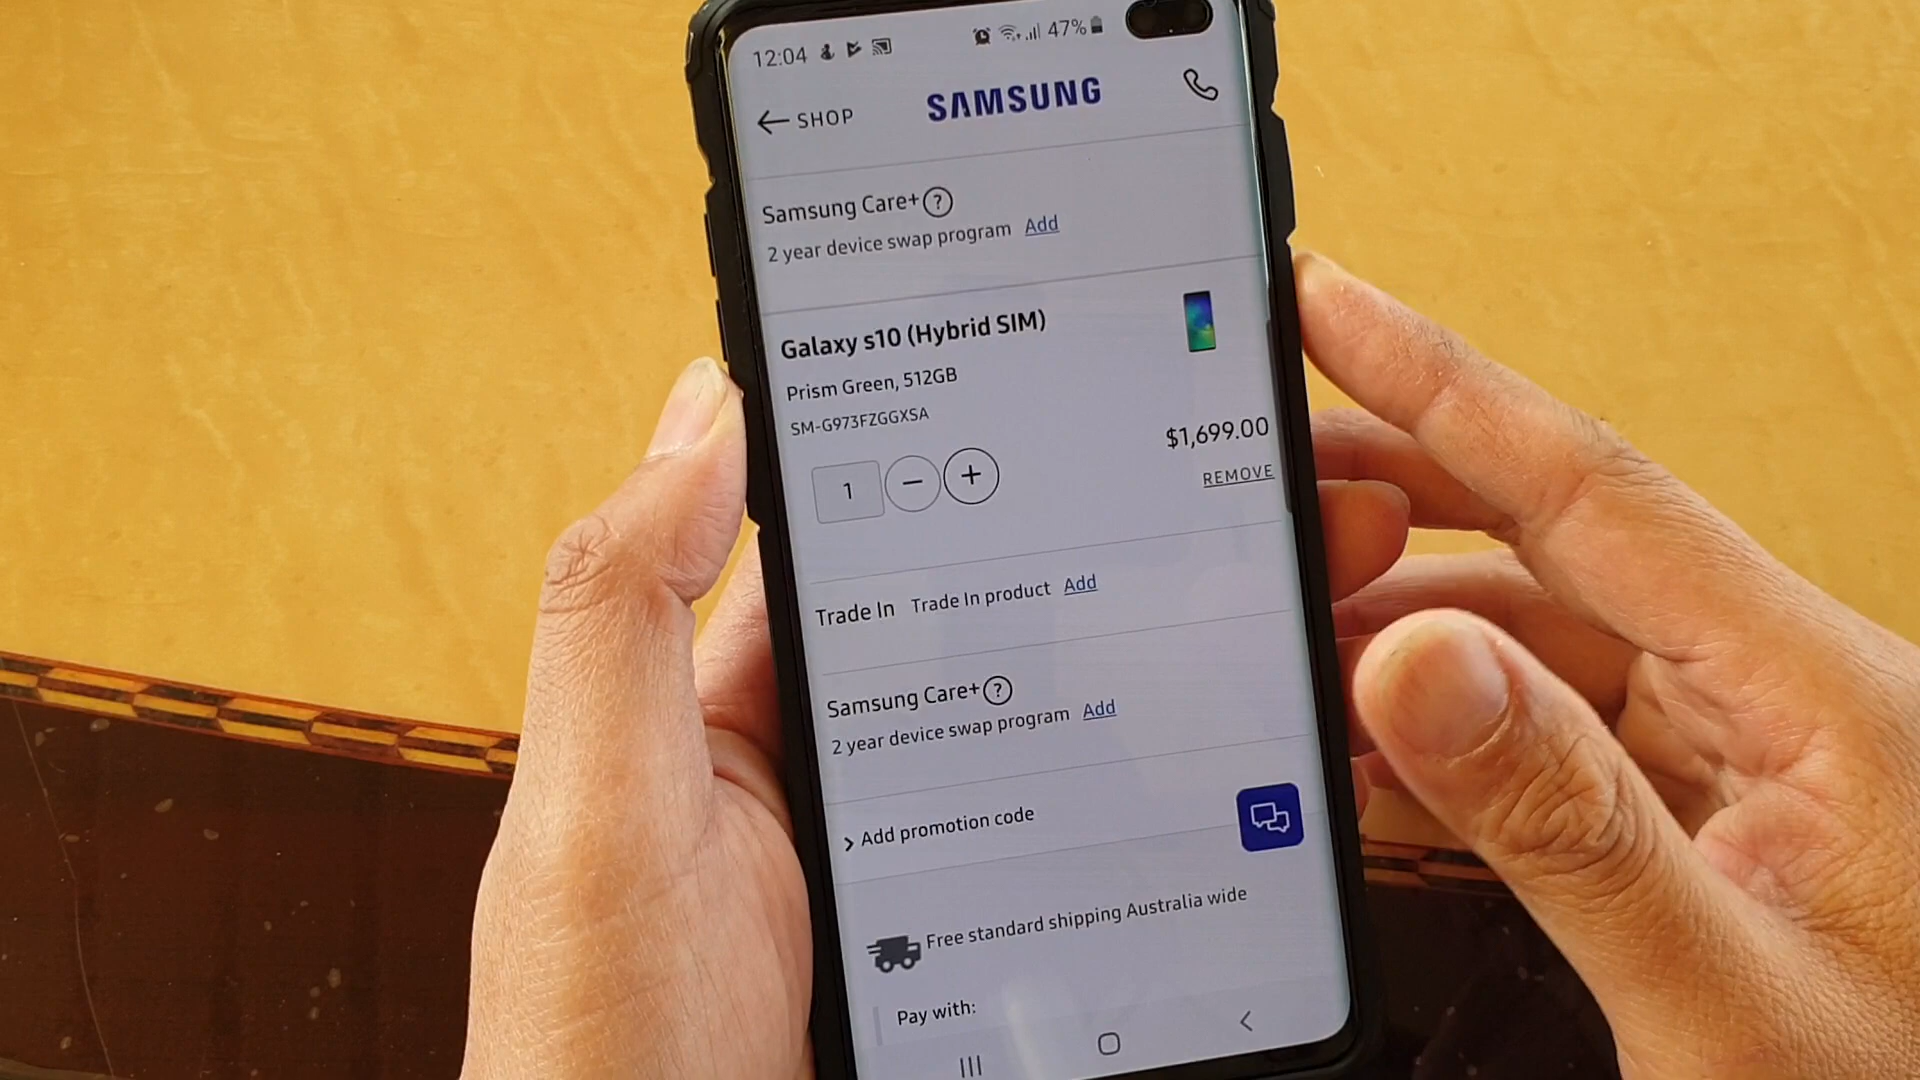 12:04 47%
← SHOP SAMSUNG
Samsung Care+ ?
2 year device swap program Add
Galaxy s10 (Hybrid SIM)
Prism Green, 512GB
SM-G973FZGGXSA
$1,699.00
1 − +
REMOVE
Trade In Trade In product Add
Samsung Care+ ?
2 year device swap program Add
> Add promotion code
Free standard shipping Australia wide
Pay with: